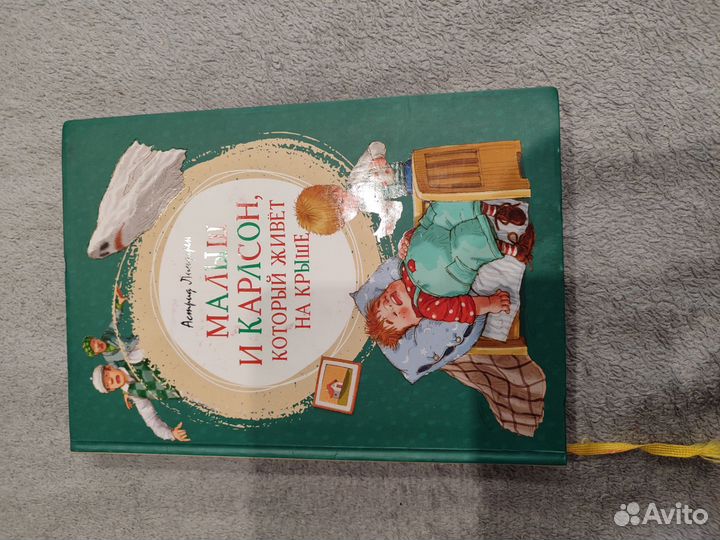 Астрид Линдгрен
МАЛЫШ
И КАРЛСОН,
КОТОРЫЙ ЖИВЁТ
НА КРЫШЕ
Avito